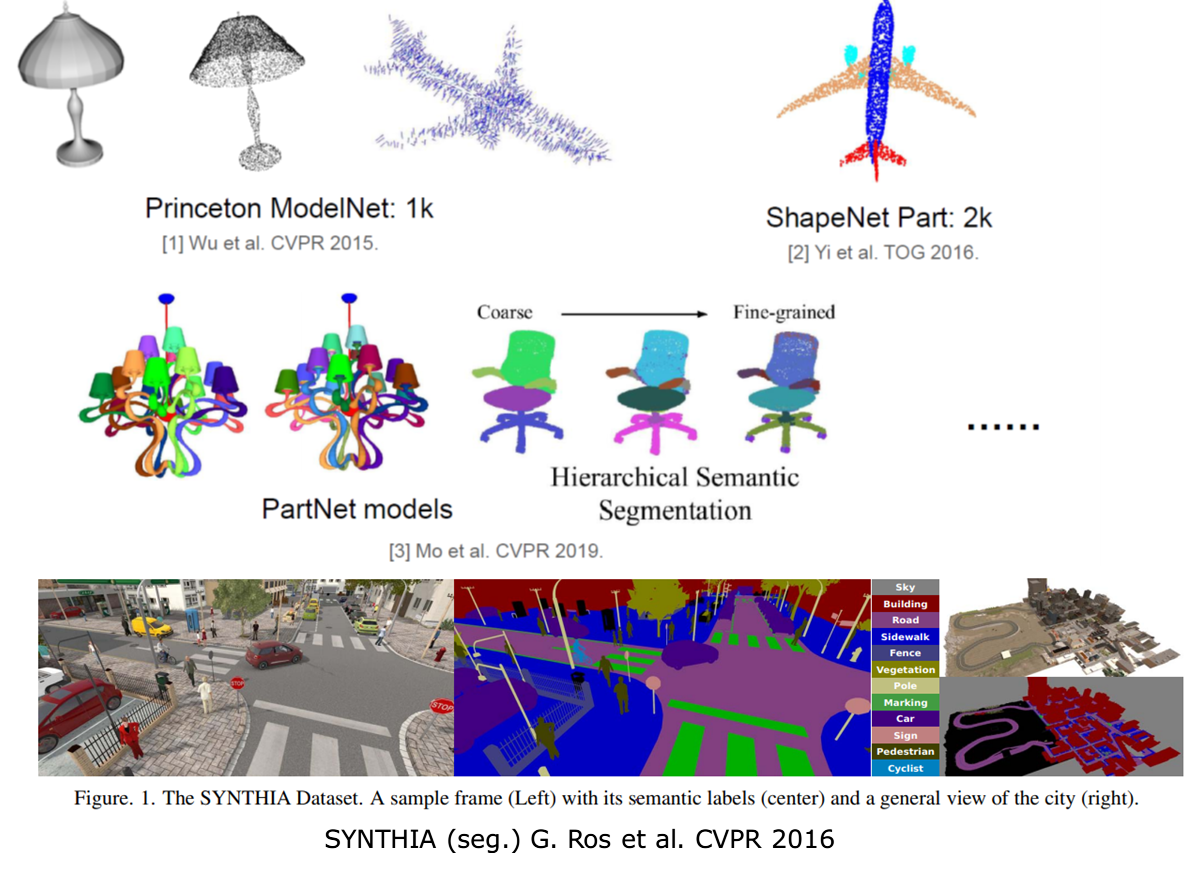 Princeton ModelNet: 1k
[1] Wu et al. CVPR 2015.
ShapeNet Part: 2k
[2] Yi et al. TOG 2016.
Coarse
Fine-grained
Hierarchical Semantic
Segmentation
......
PartNet models
[3] Mo et al. CVPR 2019.
STOP
STOP
Sky
Building
Road
Sidewalk
Fence
Vegetation
Pole
Marking
Car
Sign
Pedestrian
Cyclist
Figure. 1. The SYNTHIA Dataset. A sample frame (Left) with its semantic labels (center) and a general view of the city (right).
SYNTHIA (seg.) G. Ros et al. CVPR 2016